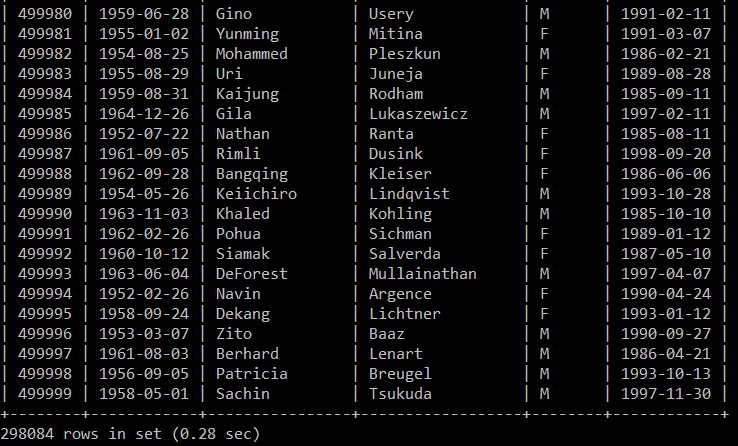 | 499980 | 1959-06-28 | Gino | Usery | M | 1991-02-11 |
| 499981 | 1955-01-02 | Yunming | Mitina | F | 1991-03-07 |
| 499982 | 1954-08-25 | Mohammed | Pleszkun | M | 1986-02-21 |
| 499983 | 1955-08-29 | Uri | Juneja | F | 1989-08-28 |
| 499984 | 1959-08-31 | Kaijung | Rodham | M | 1985-09-11 |
| 499985 | 1964-12-26 | Gila | Lukaszewicz | M | 1997-02-11 |
| 499986 | 1952-07-22 | Nathan | Ranta | F | 1985-08-11 |
| 499987 | 1961-09-05 | Rimli | Dusink | F | 1998-09-20 |
| 499988 | 1962-09-28 | Bangqing | Kleiser | F | 1986-06-06 |
| 499989 | 1954-05-26 | Keiichiro | Lindqvist | M | 1993-10-28 |
| 499990 | 1963-11-03 | Khaled | Kohling | M | 1985-10-10 |
| 499991 | 1962-02-26 | Pohua | Sichman | F | 1989-01-12 |
| 499992 | 1960-10-12 | Siamak | Salverda | F | 1987-05-10 |
| 499993 | 1963-06-04 | DeForest | Mullainathan | M | 1997-04-07 |
| 499994 | 1952-02-26 | Navin | Argence | F | 1990-04-24 |
| 499995 | 1958-09-24 | Dekang | Lichtner | F | 1993-01-12 |
| 499996 | 1953-03-07 | Zito | Baaz | M | 1990-09-27 |
| 499997 | 1961-08-03 | Berhard | Lenart | M | 1986-04-21 |
| 499998 | 1956-09-05 | Patricia | Breugel | M | 1993-10-13 |
| 499999 | 1958-05-01 | Sachin | Tsukuda | M | 1997-11-30 |
+--------+------------+----------------+------------------+--------+------------+
298084 rows in set (0.28 sec)